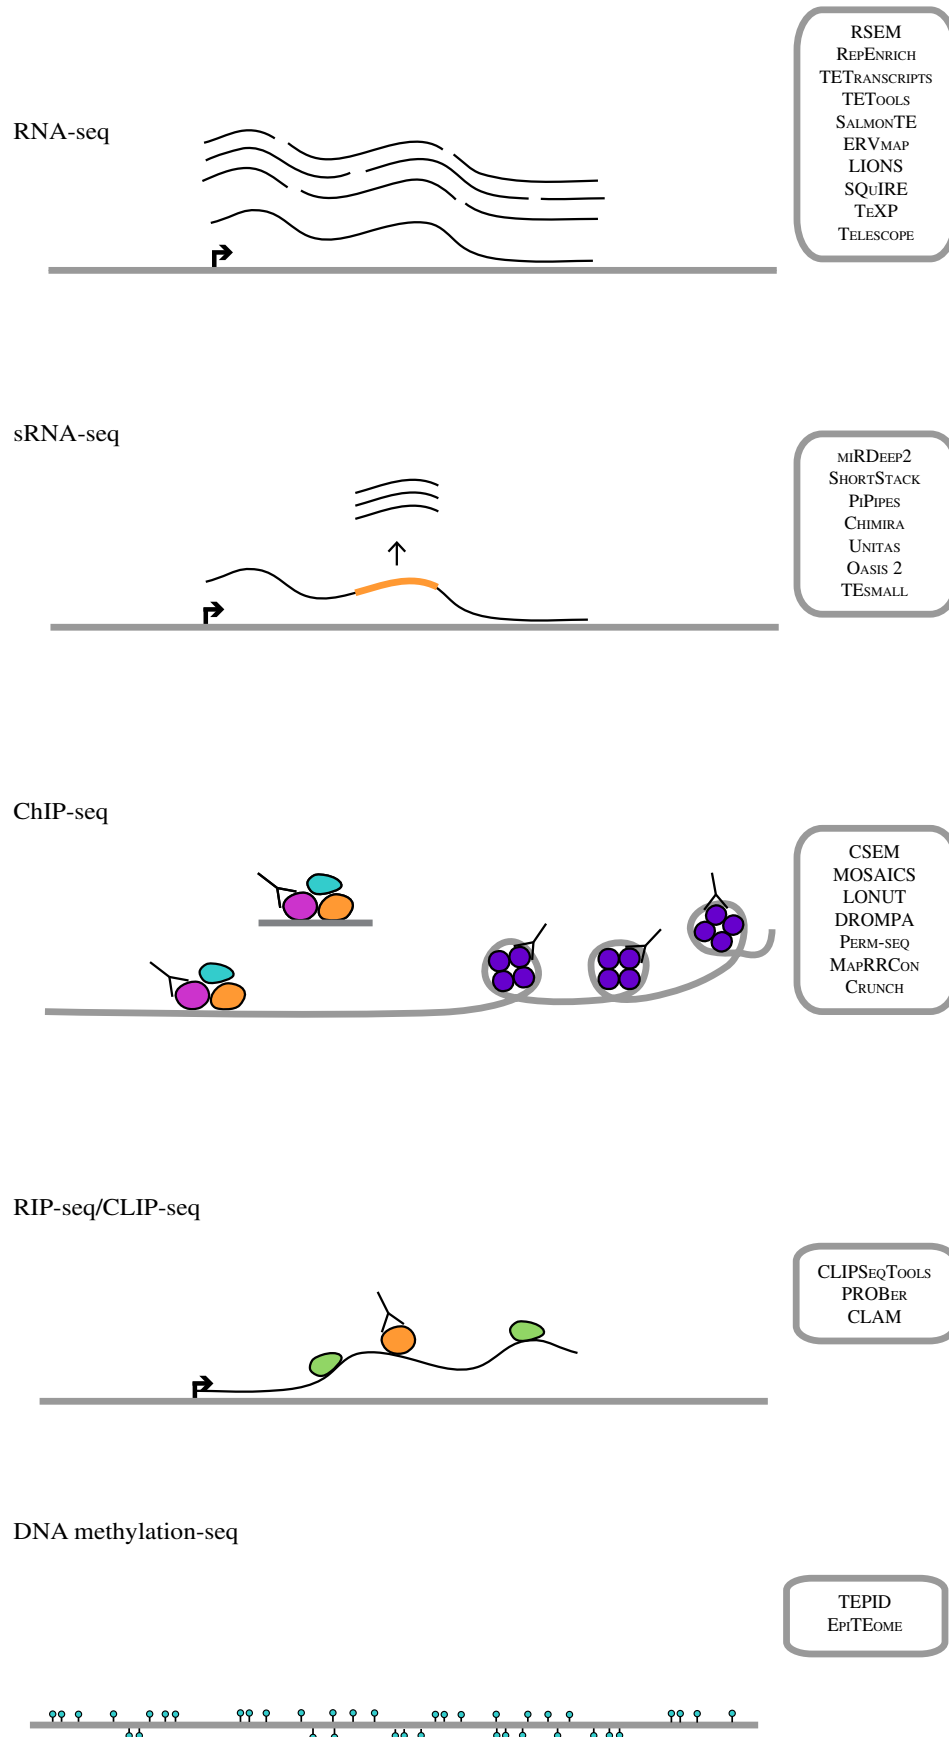 RNA-seq
RSEM
RepEnrich
TETranscripts
TETools
SalmonTE
ERVmap
LIONS
SQuIRE
TeXP
Telescope
sRNA-seq
miRDeep2
ShortStack
PiPipes
Chimira
Unitas
Oasis 2
TEsmall
ChIP-seq
CSEM
MOSAICS
LONUT
DROMPA
Perm-seq
MapRRCon
Crunch
RIP-seq/CLIP-seq
CLIPSeqTools
PROBer
CLAM
DNA methylation-seq
TEPID
EpiTEome